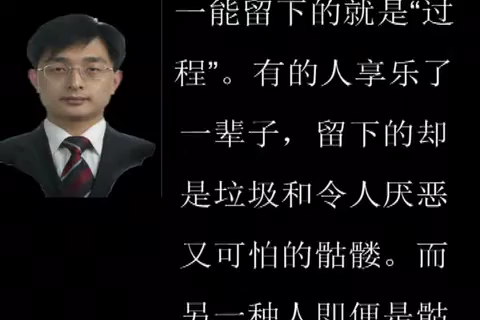 一能留下的就是“过
程”。有的人享乐了
一辈子，留下的却
是垃圾和令人厌恶
又可怕的骷髅。而
另一种人即便是骷